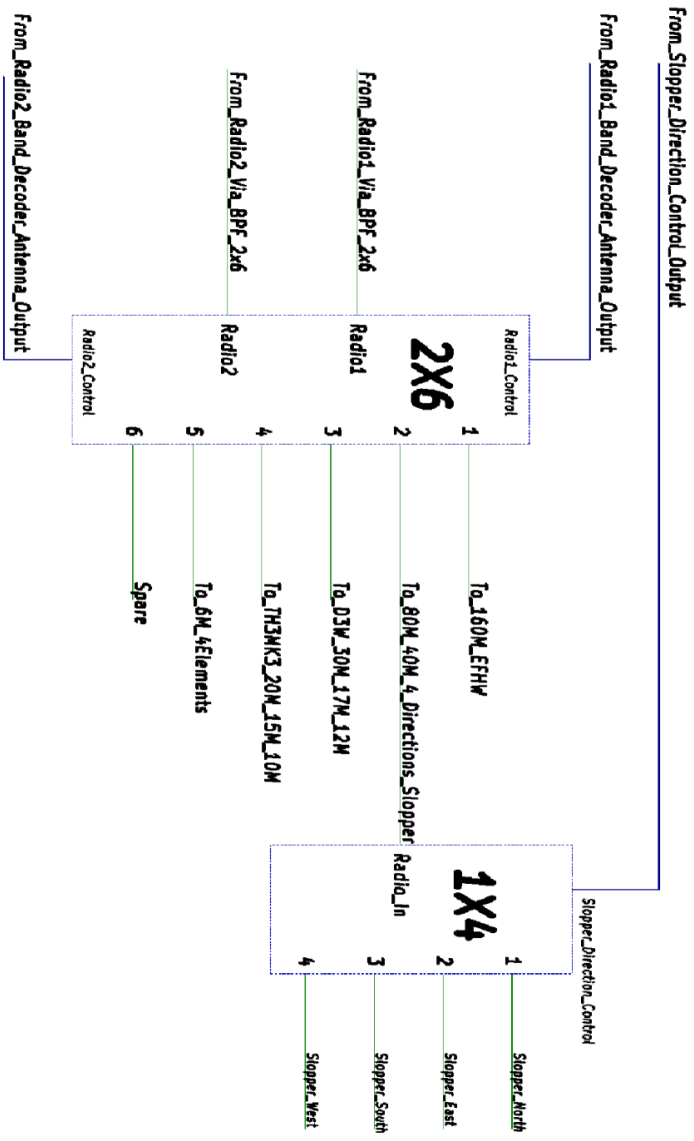 From_Slopper_Direction_Control_Output
From_Radio1_Band_Decoder_Antenna_Output
From_Radio1_Via_BPF_2x6
From_Radio2_Via_BPF_2x6
From_Radio2_Band_Decoder_Antenna_Output
Radio1_Control
2X6
Radio1
Radio2
Radio2_Control
1
2
3
4
5
6
To_160M_EFHW
To_80M_40M_4_Directions_Slopper
To_D3W_30M_17M_12M
To_TH3MK3_20M_15M_10M
To_6M_4Elements
Spare
Slopper_Direction_Control
1X4
Radio_In
1
2
3
4
Slopper_North
Slopper_East
Slopper_South
Slopper_West